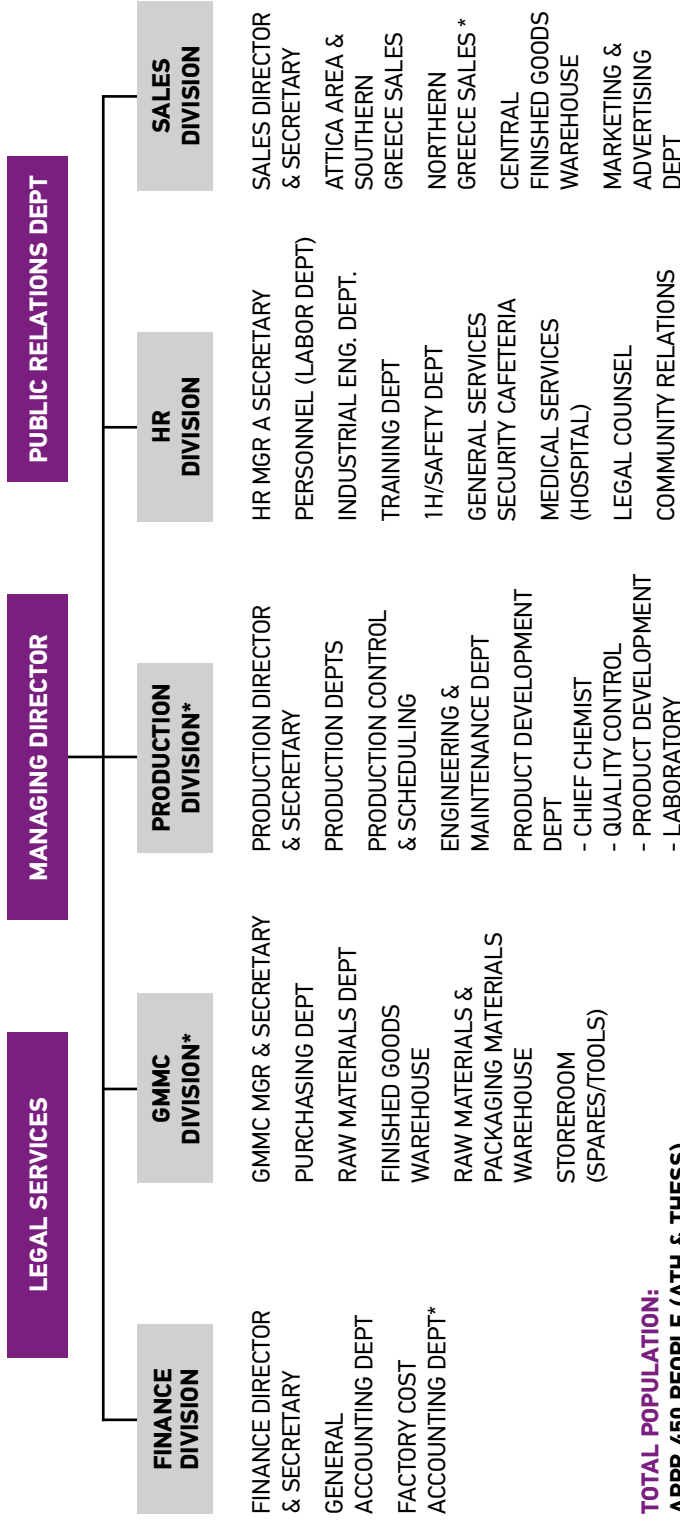 LEGAL SERVICES
MANAGING DIRECTOR
PUBLIC RELATIONS DEPT
FINANCE
DIVISION
FINANCE DIRECTOR
& SECRETARY
GENERAL
ACCOUNTING DEPT
FACTORY COST
ACCOUNTING DEPT*
GMMC
DIVISION*
GMMC MGR & SECRETARY
PURCHASING DEPT
RAW MATERIALS DEPT
FINISHED GOODS
WAREHOUSE
RAW MATERIALS &
PACKAGING MATERIALS
WAREHOUSE
STOREROOM
(SPARES/TOOLS)
PRODUCTION
DIVISION*
PRODUCTION DIRECTOR
& SECRETARY
PRODUCTION DEPTS
PRODUCTION CONTROL
& SCHEDULING
ENGINEERING &
MAINTENANCE DEPT
PRODUCT DEVELOPMENT
DEPT
- CHIEF CHEMIST
- QUALITY CONTROL
- PRODUCT DEVELOPMENT
- LABORATORY
HR
DIVISION
HR MGR A SECRETARY
PERSONNEL (LABOR DEPT)
INDUSTRIAL ENG. DEPT.
TRAINING DEPT
1H/SAFETY DEPT
GENERAL SERVICES
SECURITY CAFETERIA
MEDICAL SERVICES
(HOSPITAL)
LEGAL COUNSEL
COMMUNITY RELATIONS
SALES
DIVISION
SALES DIRECTOR
& SECRETARY
ATTICA AREA &
SOUTHERN
GREECE SALES
NORTHERN
GREECE SALES *
CENTRAL
FINISHED GOODS
WAREHOUSE
MARKETING &
ADVERTISING
DEPT
TOTAL POPULATION:
APPR 450 PEOPLE (ATH & THESS)